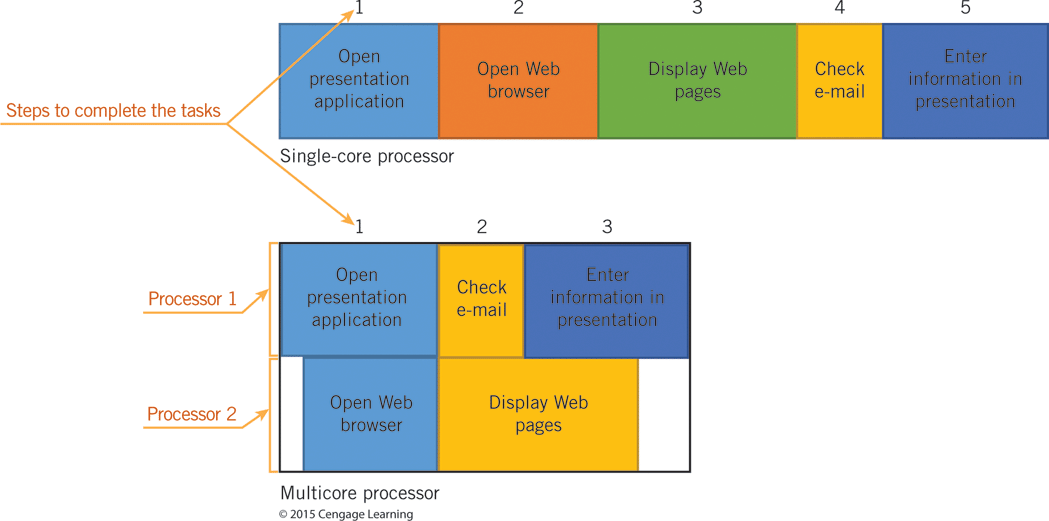 1 2 3 4 5
Open
presentation
application
Open Web
browser
Display Web
pages
Check
e-mail
Enter
information in
presentation
Steps to complete the tasks
Single-core processor
1 2 3
Processor 1
Open
presentation
application
Check
e-mail
Enter
information in
presentation
Processor 2
Open Web
browser
Display Web
pages
Multicore processor
© 2015 Cengage Learning